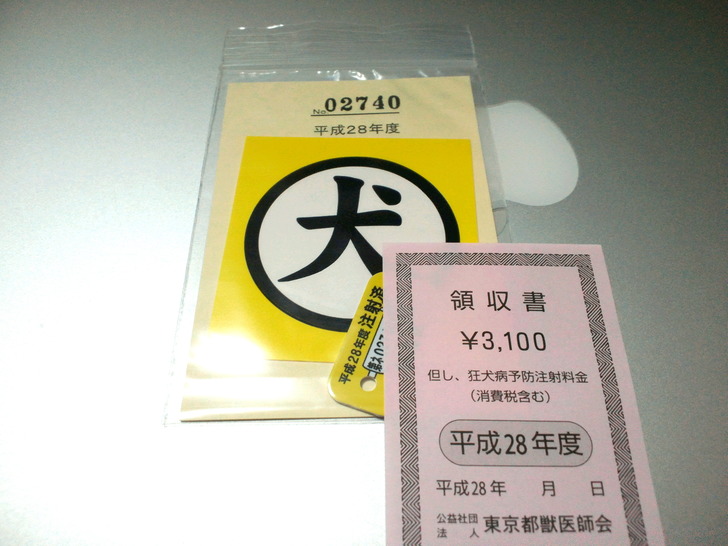 No 02740
平成28年度
犬
平成28年度 注射済
領収書
¥3,100
但し、狂犬病予防注射料金
(消費税含む)
平成28年度
平成28年 月 日
公益社団法人 東京都獣医師会